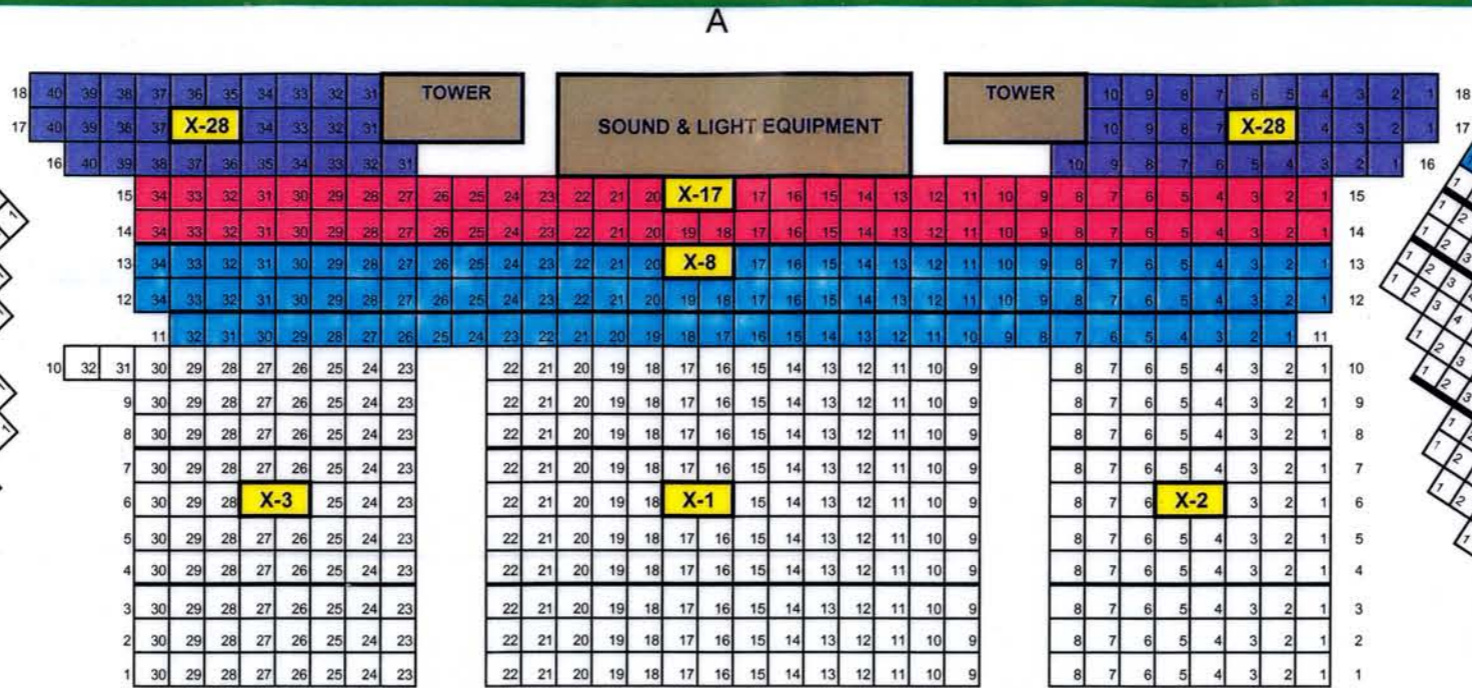 A
TOWER TOWER
SOUND & LIGHT EQUIPMENT
18 40 39 38 37 36 35 34 33 32 31 10 9 8 7 6 5 4 3 2 1 18
17 40 39 38 37 X-28 34 33 32 31 10 9 8 7 X-28 4 3 2 1 17
16 40 39 38 37 36 35 34 33 32 31 10 9 8 7 6 5 4 3 2 1 16
15 34 33 32 31 30 29 28 27 26 25 24 23 22 21 20 X-17 17 16 15 14 13 12 11 10 9 8 7 6 5 4 3 2 1 15
14 34 33 32 31 30 29 28 27 26 25 24 23 22 21 20 19 18 17 16 15 14 13 12 11 10 9 8 7 6 5 4 3 2 1 14
13 34 33 32 31 30 29 28 27 26 25 24 23 22 21 20 X-8 17 16 15 14 13 12 11 10 9 8 7 6 5 4 3 2 1 13
12 34 33 32 31 30 29 28 27 26 25 24 23 22 21 20 19 18 17 16 15 14 13 12 11 10 9 8 7 6 5 4 3 2 1 12
11 32 31 30 29 28 27 26 25 24 23 22 21 20 19 18 17 16 15 14 13 12 11 10 9 8 7 6 5 4 3 2 1 11
10 32 31 30 29 28 27 26 25 24 23 22 21 20 19 18 17 16 15 14 13 12 11 10 9 8 7 6 5 4 3 2 1 10
9 30 29 28 27 26 25 24 23 22 21 20 19 18 17 16 15 14 13 12 11 10 9 8 7 6 5 4 3 2 1 9
8 30 29 28 27 26 25 24 23 22 21 20 19 18 17 16 15 14 13 12 11 10 9 8 7 6 5 4 3 2 1 8
7 30 29 28 27 26 25 24 23 22 21 20 19 18 17 16 15 14 13 12 11 10 9 8 7 6 5 4 3 2 1 7
6 30 29 28 X-3 25 24 23 22 21 20 19 18 X-1 15 14 13 12 11 10 9 8 7 6 X-2 3 2 1 6
5 30 29 28 27 26 25 24 23 22 21 20 19 18 17 16 15 14 13 12 11 10 9 8 7 6 5 4 3 2 1 5
4 30 29 28 27 26 25 24 23 22 21 20 19 18 17 16 15 14 13 12 11 10 9 8 7 6 5 4 3 2 1 4
3 30 29 28 27 26 25 24 23 22 21 20 19 18 17 16 15 14 13 12 11 10 9 8 7 6 5 4 3 2 1 3
2 30 29 28 27 26 25 24 23 22 21 20 19 18 17 16 15 14 13 12 11 10 9 8 7 6 5 4 3 2 1 2
1 30 29 28 27 26 25 24 23 22 21 20 19 18 17 16 15 14 13 12 11 10 9 8 7 6 5 4 3 2 1 1